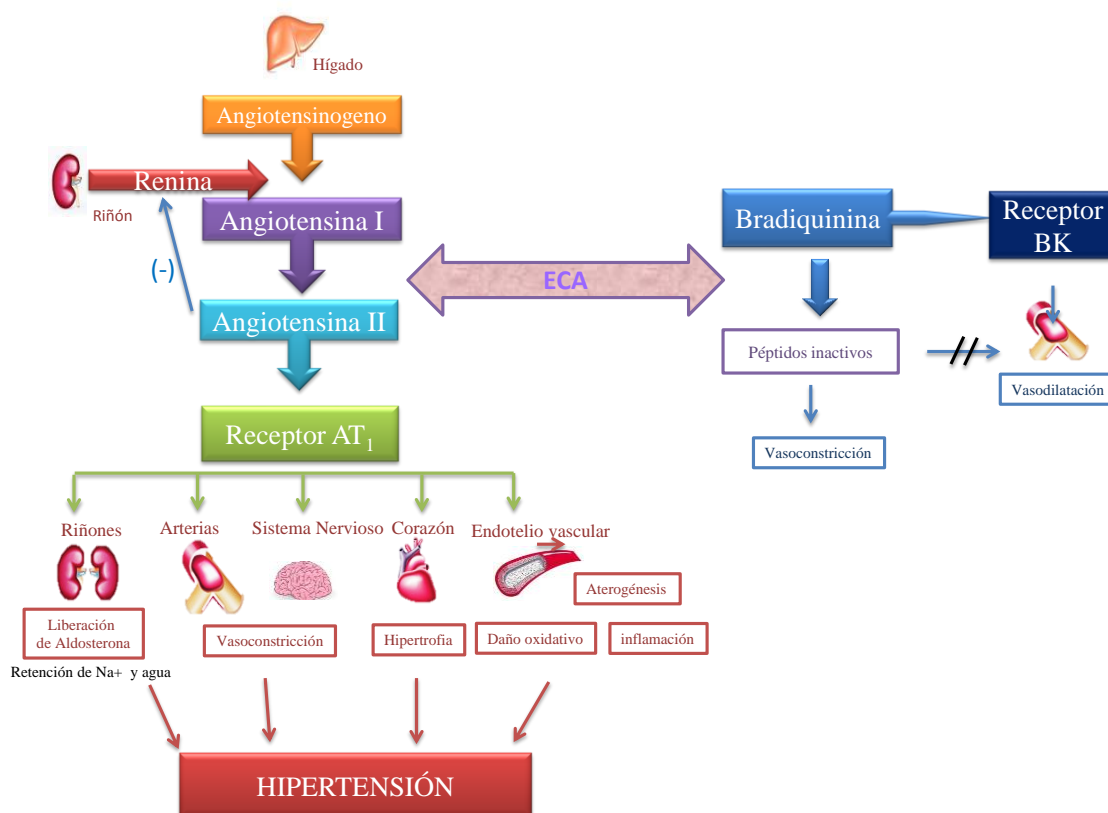 Hígado
Angiotensinogeno
Renina
Riñón
Angiotensina I
(-)
ECA
Angiotensina II
Bradiquinina
Receptor
BK
Péptidos inactivos
Vasodilatación
Vasoconstricción
Receptor AT1
Riñones
Arterias
Sistema Nervioso
Corazón
Endotelio vascular
Aterogénesis
Liberación
de Aldosterona
Vasoconstricción
Hipertrofia
Daño oxidativo
inflamación
Retención de Na+ y agua
HIPERTENSIÓN